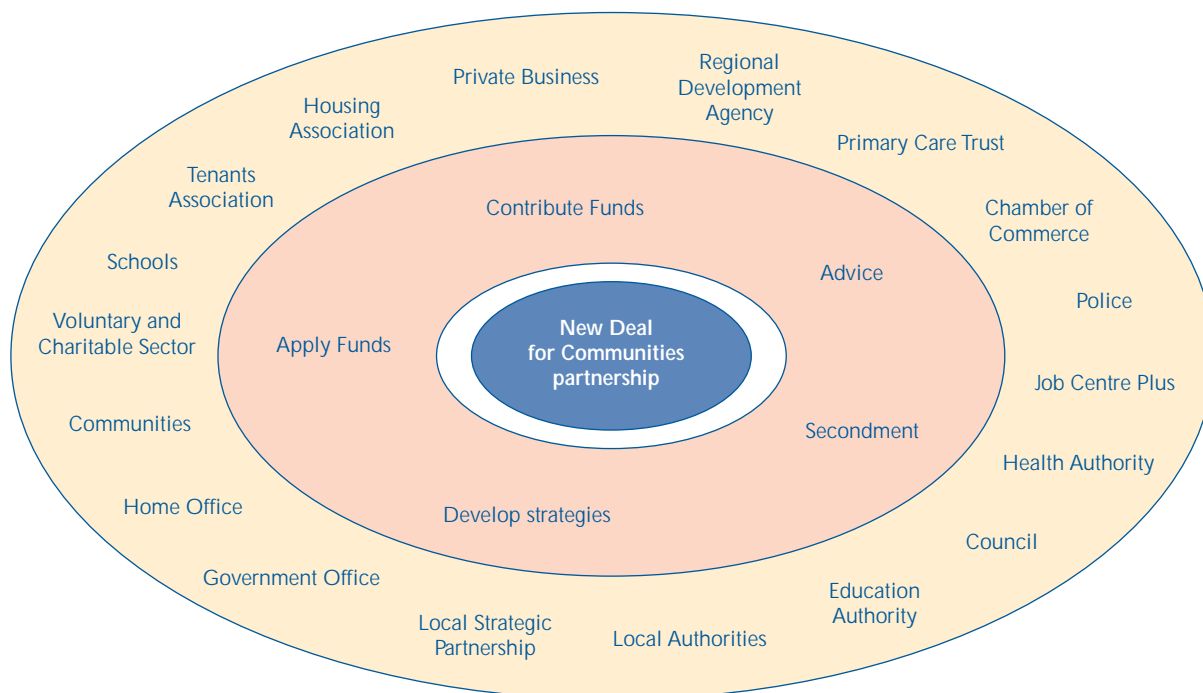 Private Business
Regional
Development
Agency
Housing
Association
Primary Care Trust
Tenants
Association
Contribute Funds
Chamber of
Commerce
Schools
Advice
Police
Voluntary and
Charitable Sector
Apply Funds
New Deal
for Communities
partnership
Job Centre Plus
Communities
Secondment
Health Authority
Home Office
Develop strategies
Council
Government Office
Education
Authority
Local Strategic
Partnership
Local Authorities